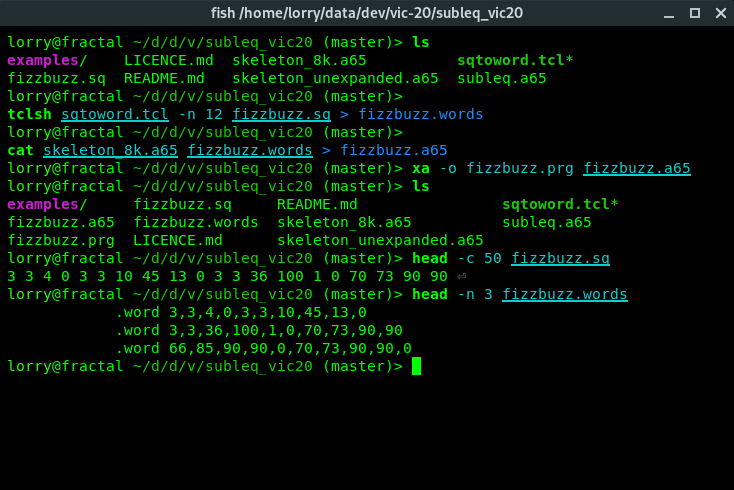 fish /home/lorry/data/dev/vic-20/subleq_vic20
lorry@fractal ~/d/d/v/subleq_vic20 (master)> ls
examples/    LICENCE.md  skeleton_8k.a65          sqtoword.tcl*
fizzbuzz.sq  README.md   skeleton_unexpanded.a65  subleq.a65
lorry@fractal ~/d/d/v/subleq_vic20 (master)>
tclsh sqtoword.tcl -n 12 fizzbuzz.sq > fizzbuzz.words
lorry@fractal ~/d/d/v/subleq_vic20 (master)>
cat skeleton_8k.a65 fizzbuzz.words > fizzbuzz.a65
lorry@fractal ~/d/d/v/subleq_vic20 (master)> xa -o fizzbuzz.prg fizzbuzz.a65
lorry@fractal ~/d/d/v/subleq_vic20 (master)> ls
examples/     fizzbuzz.sq     README.md                sqtoword.tcl*
fizzbuzz.a65  fizzbuzz.words  skeleton_8k.a65          subleq.a65
fizzbuzz.prg  LICENCE.md      skeleton_unexpanded.a65
lorry@fractal ~/d/d/v/subleq_vic20 (master)> head -c 50 fizzbuzz.sq
3 3 4 0 3 3 10 45 13 0 3 3 36 100 1 0 70 73 90 90 ⏎
lorry@fractal ~/d/d/v/subleq_vic20 (master)> head -n 3 fizzbuzz.words
            .word 3,3,4,0,3,3,10,45,13,0
            .word 3,3,36,100,1,0,70,73,90,90
            .word 66,85,90,90,0,70,73,90,90,0
lorry@fractal ~/d/d/v/subleq_vic20 (master)>